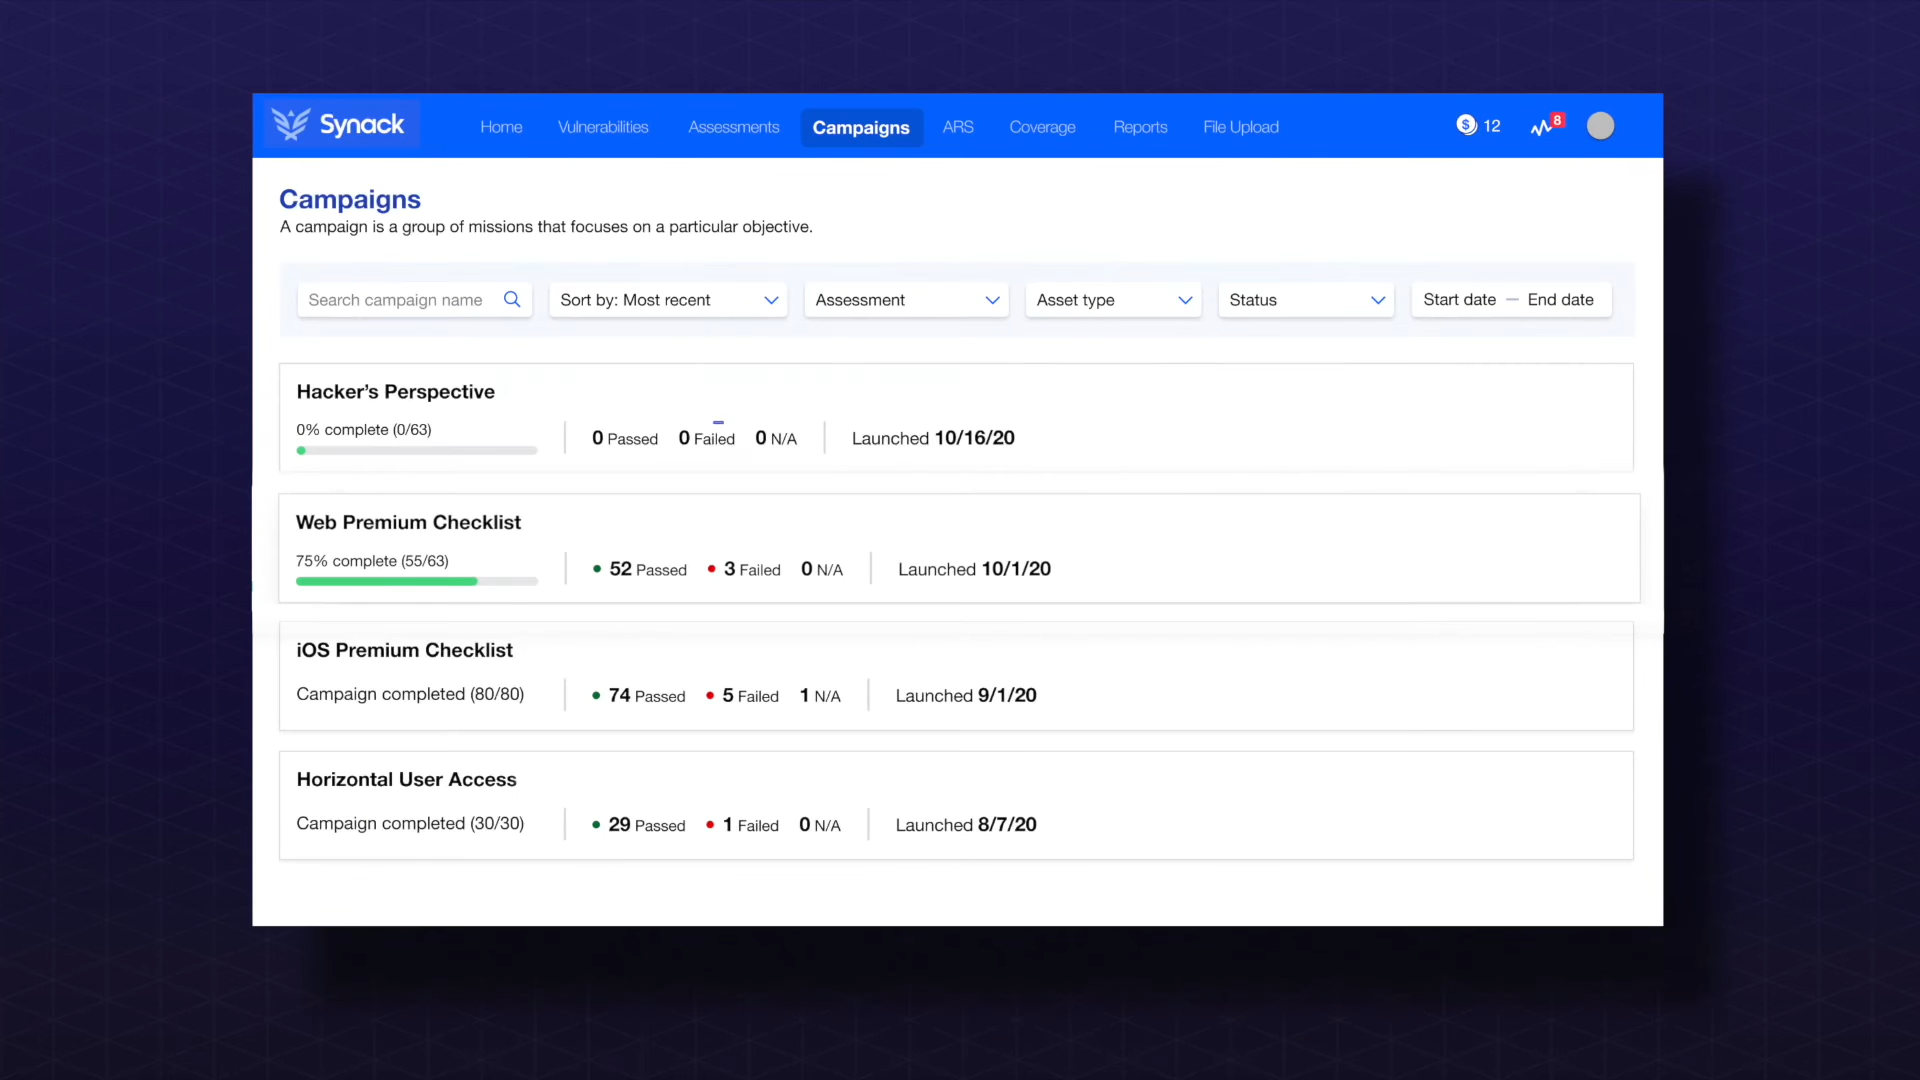 Synack Home Vulnerabilities Assessments Campaigns ARS Coverage Reports File Upload $ 12 8
Campaigns
A campaign is a group of missions that focuses on a particular objective.
Search campaign name Sort by: Most recent Assessment Asset type Status Start date — End date
Hacker’s Perspective
0% complete (0/63) 0 Passed 0 Failed 0 N/A Launched 10/16/20
Web Premium Checklist
75% complete (55/63) 52 Passed 3 Failed 0 N/A Launched 10/1/20
iOS Premium Checklist
Campaign completed (80/80) 74 Passed 5 Failed 1 N/A Launched 9/1/20
Horizontal User Access
Campaign completed (30/30) 29 Passed 1 Failed 0 N/A Launched 8/7/20